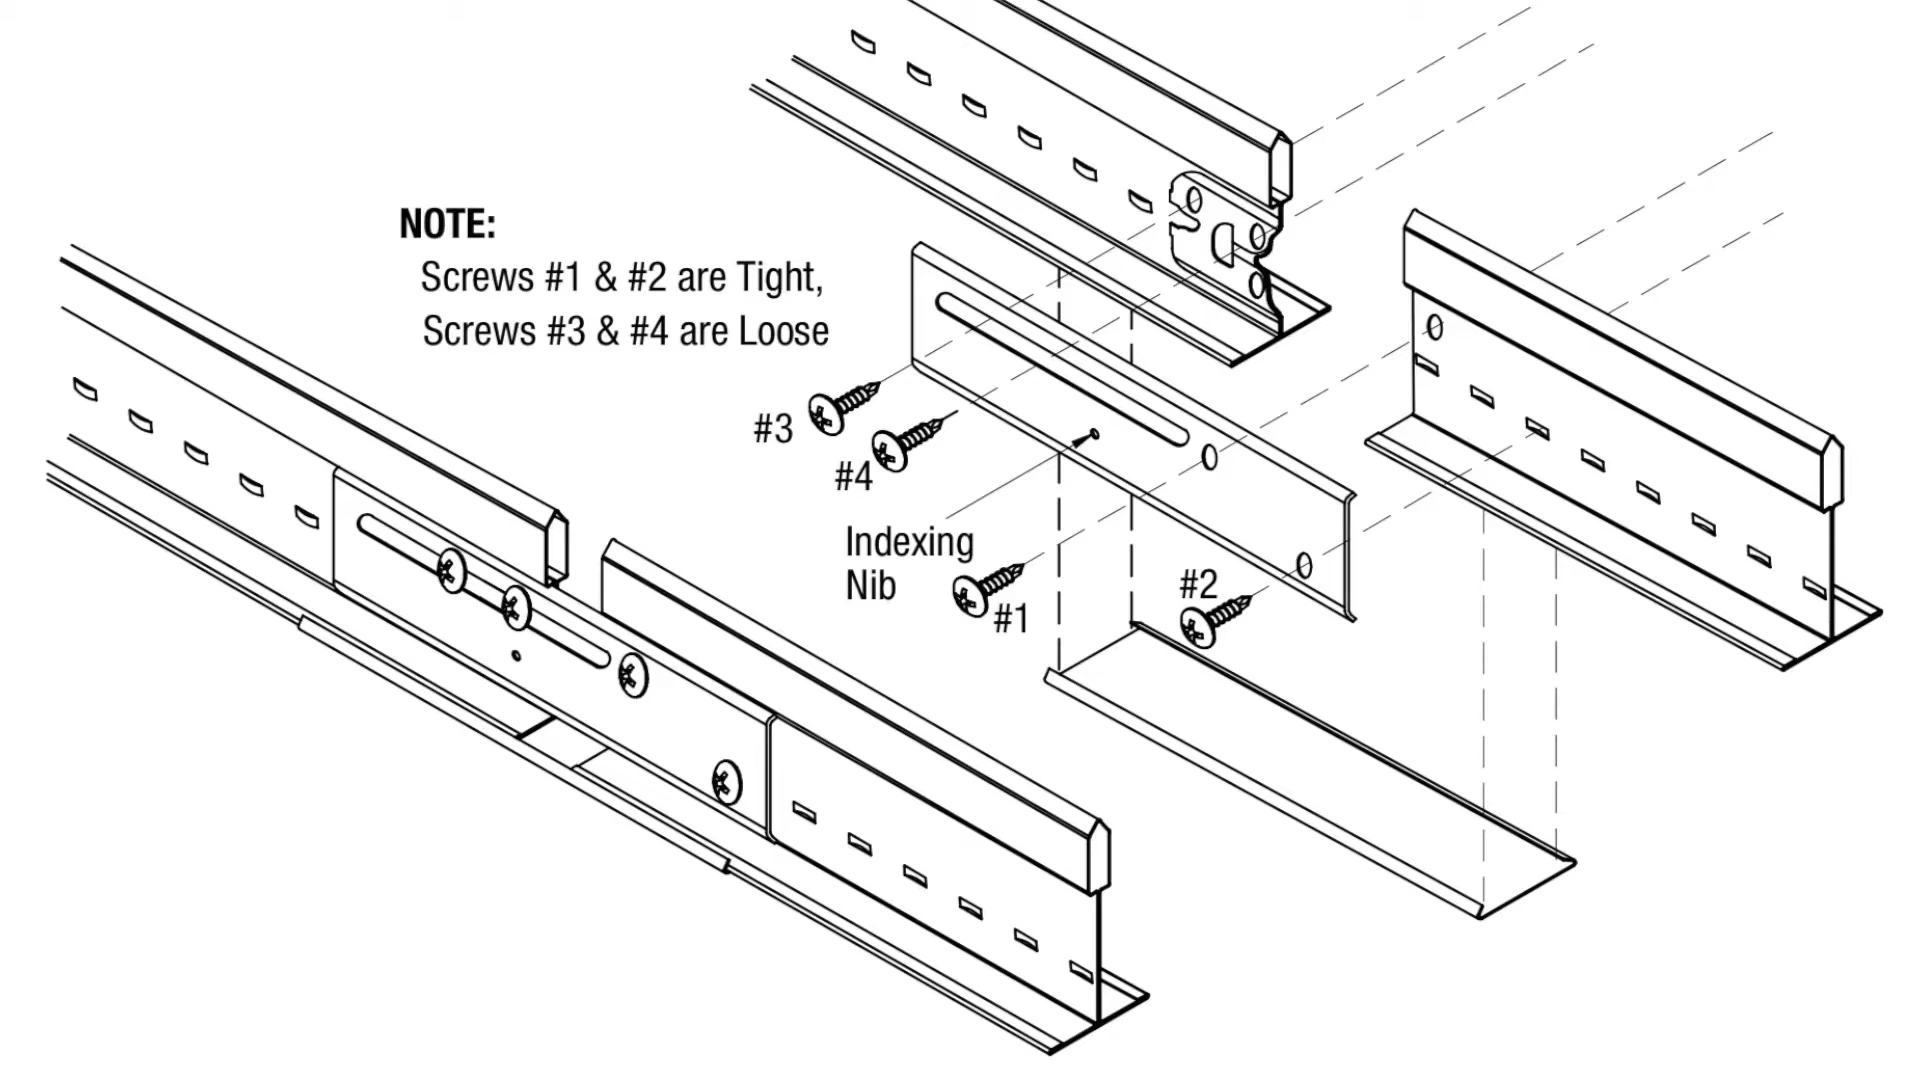 NOTE:
Screws #1 & #2 are Tight,
Screws #3 & #4 are Loose
#3
#4
Indexing
Nib
#1
#2